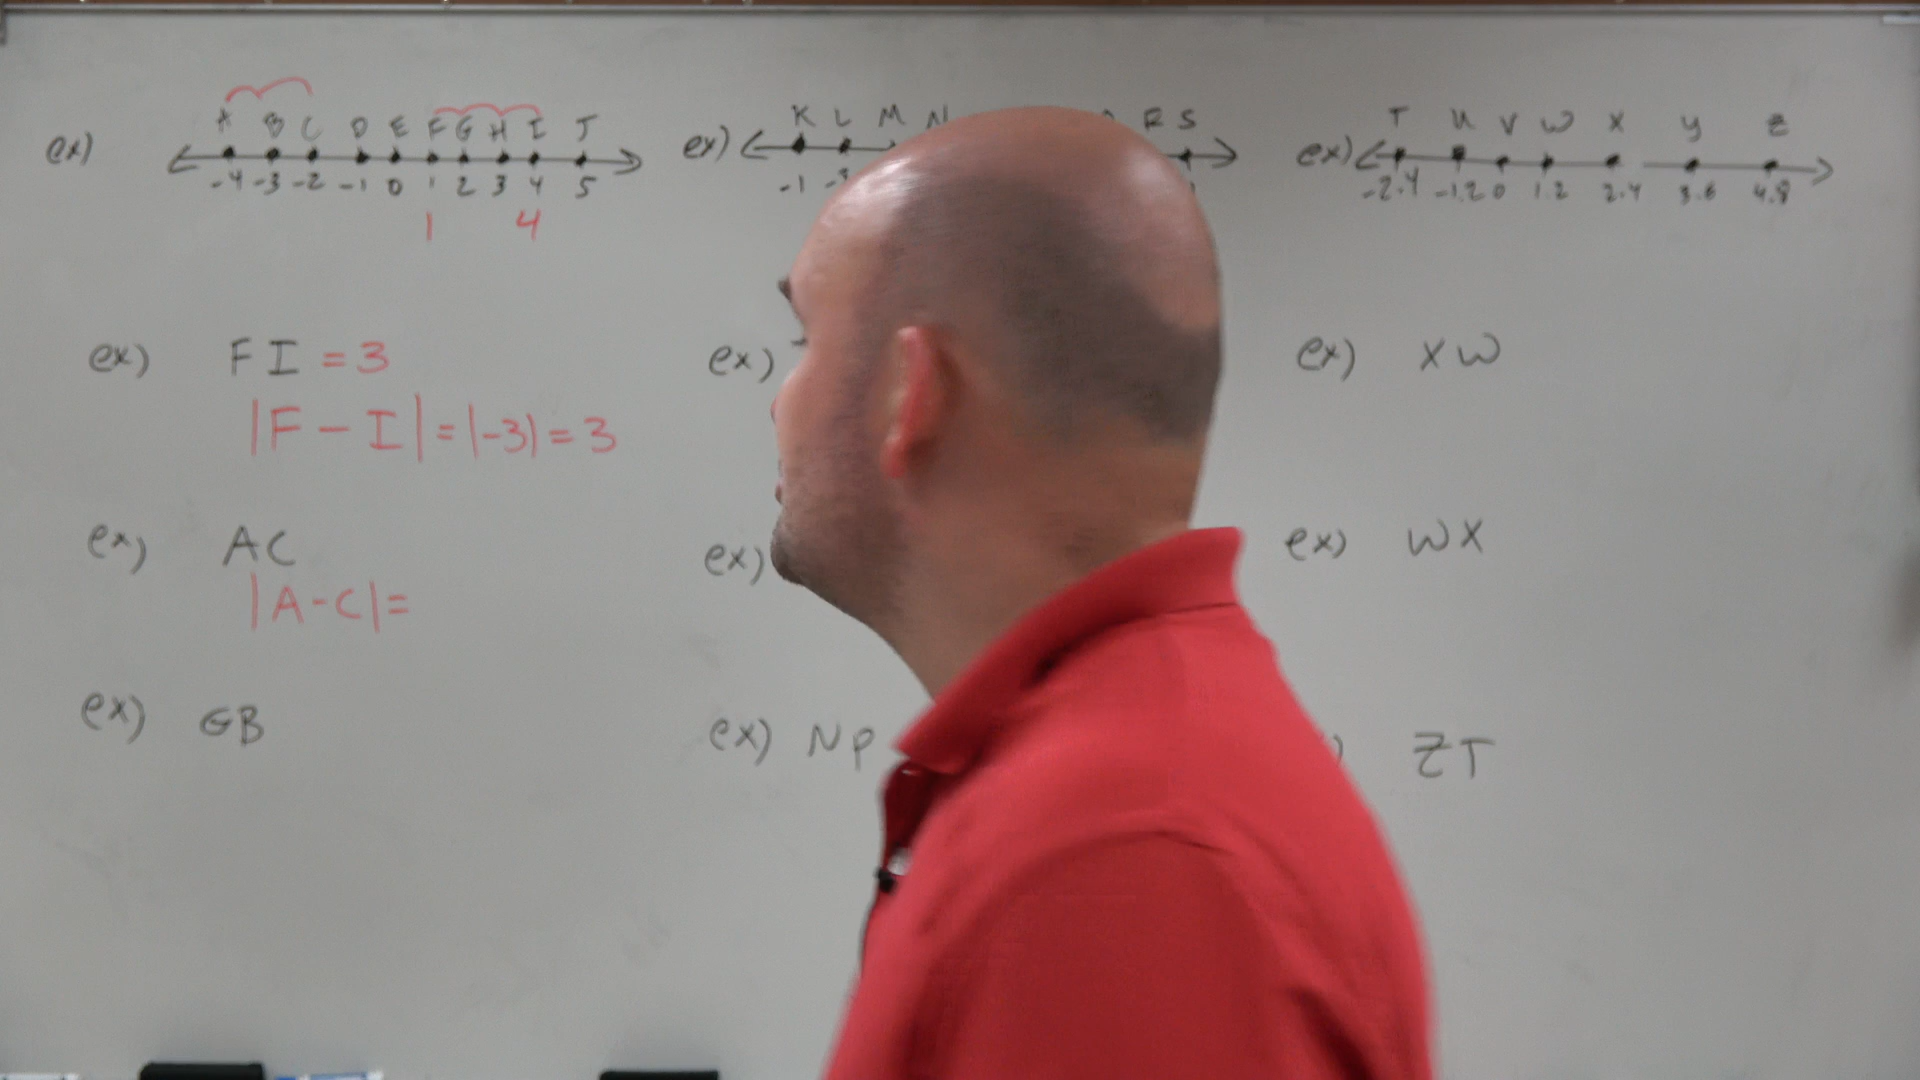 ex) A B C D E F G H I J
-4 -3 -2 -1 0 1 2 3 4 5
1 4
ex) FI = 3
|F - I| = |-3| = 3
ex) AC
|A-C| =
ex) GB
ex) K L M N R S
-1
ex)
ex)
ex) NP
ex) T U V W X Y Z
-2.4 -1.2 0 1.2 2.4 3.6 4.8
ex) XW
ex) WX
) ZT